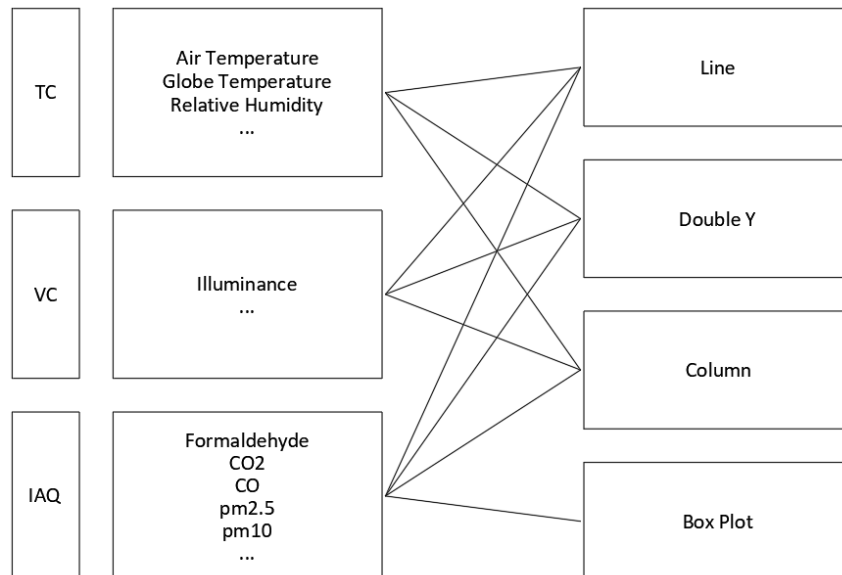 TC
Air Temperature
Globe Temperature
Relative Humidity
...
Line
VC
Illuminance
...
Double Y
Column
IAQ
Formaldehyde
CO2
CO
pm2.5
pm10
...
Box Plot